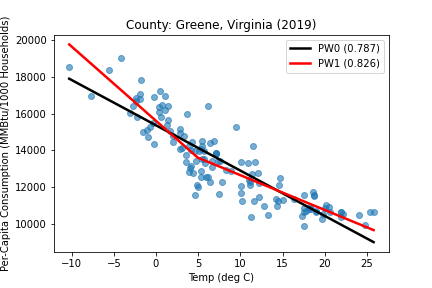 County: Greene, Virginia (2019)
Per-Capita Consumption (MMBtu/1000 Households)
20000
18000
16000
14000
12000
10000
PW0 (0.787)
PW1 (0.826)
−10
−5
0
5
10
15
20
25
Temp (deg C)